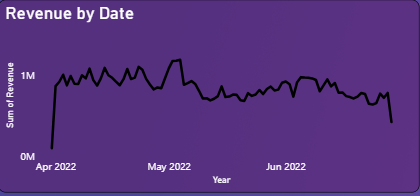 Revenue by Date
Sum of Revenue
1M
0M
Apr 2022 May 2022 Jun 2022
Year